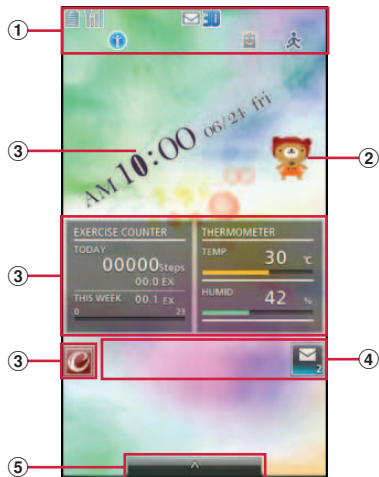 ①
30
③
AM10:00 06/24 fri
②
③
EXERCISE COUNTER
TODAY
00000Steps
00.0 EX
THIS WEEK 00.1 EX
0 23
THERMOMETER
TEMP 30 ℃
HUMID 42 %
③
④
2
⑤